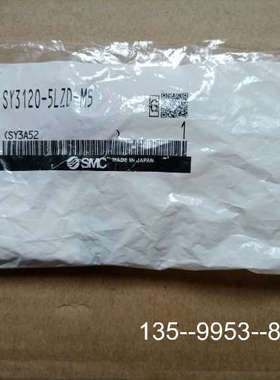 SY3120-5LZD-M5
(SY3A52
)
1
SMC
MADE IN JAPAN
135--9953--8